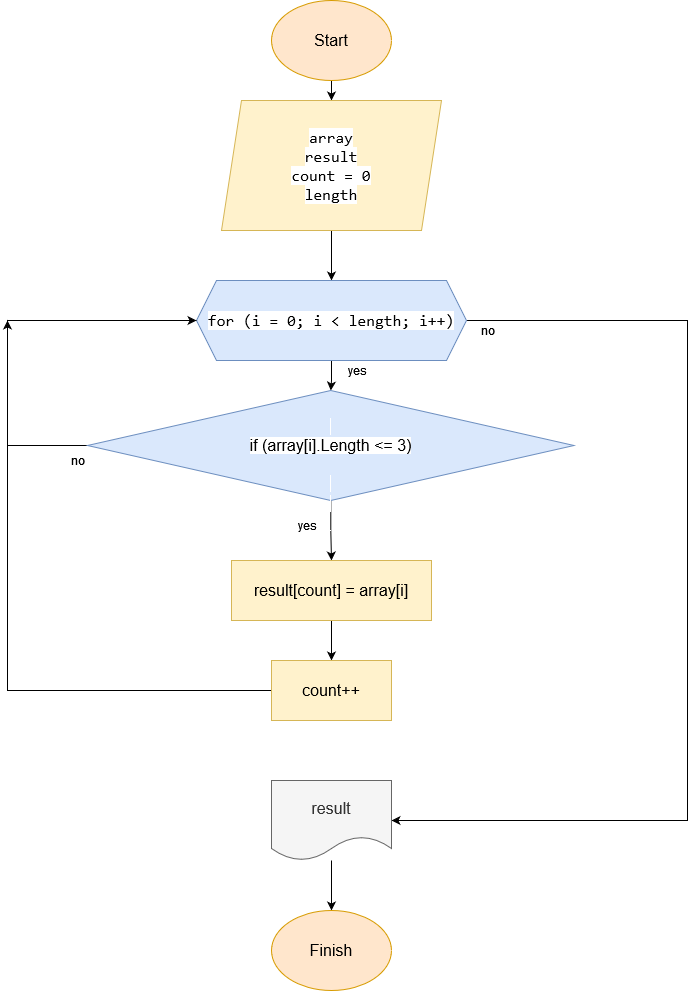 Start
array
result
count = 0
length
for (i = 0; i < length; i++)
no
yes
if (array[i].Length <= 3)
no
yes
result[count] = array[i]
count++
result
Finish